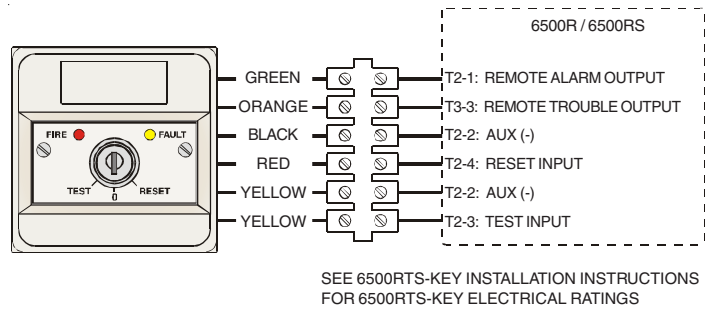 6500R / 6500RS
GREEN T2-1: REMOTE ALARM OUTPUT
ORANGE T3-3: REMOTE TROUBLE OUTPUT
BLACK T2-2: AUX (-)
RED T2-4: RESET INPUT
YELLOW T2-2: AUX (-)
YELLOW T2-3: TEST INPUT
FIRE FAULT
TEST 0 RESET
SEE 6500RTS-KEY INSTALLATION INSTRUCTIONS
FOR 6500RTS-KEY ELECTRICAL RATINGS